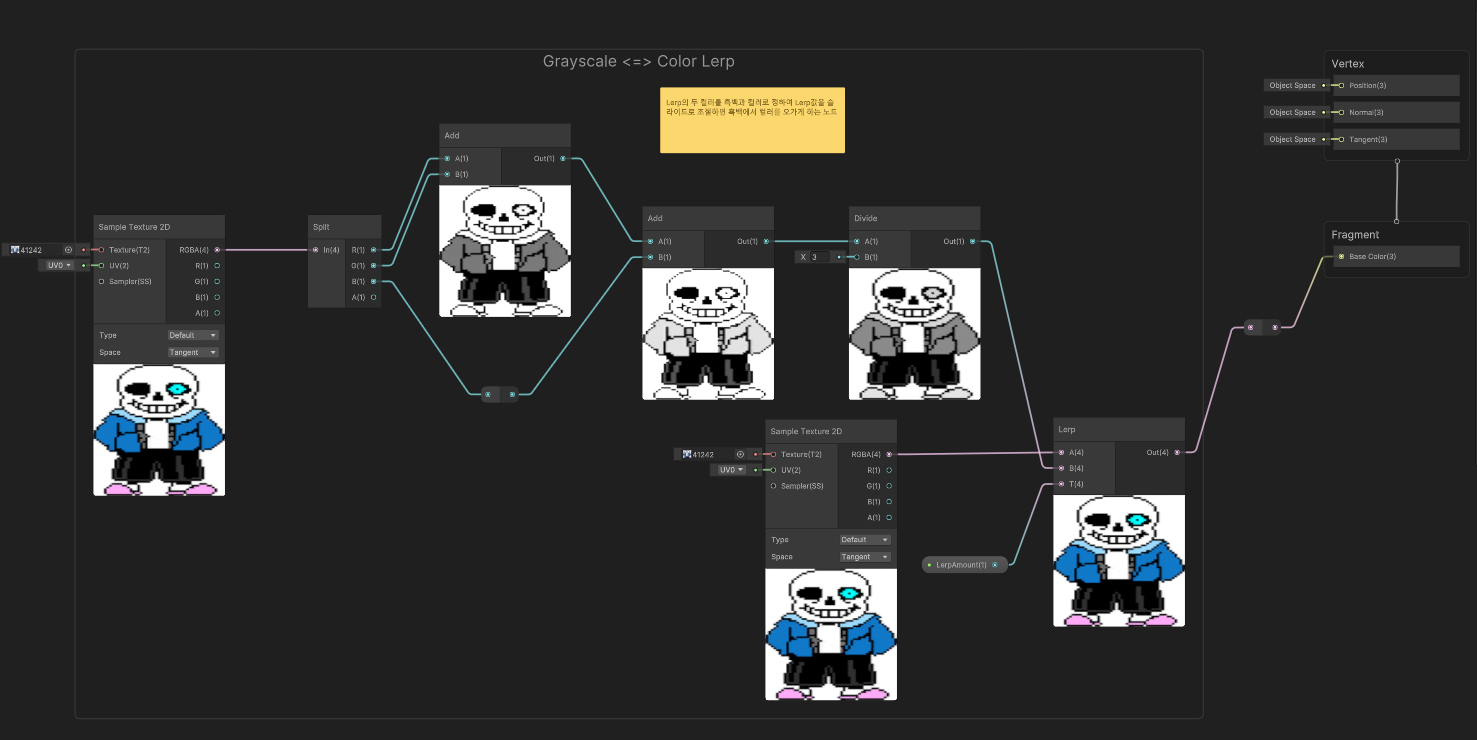 Grayscale <=> Color Lerp
Lerp의 두 컬러를 흑백과 컬러로 정하여 Lerp값을 슬
라이드로 조절하면 흑백에서 컬러를 오가게 하는 노드
Sample Texture 2D
41242
Texture(T2)
RGBA(4)
UV0
UV(2)
R(1)
Sampler(SS)
G(1)
B(1)
A(1)
Type
Default
Space
Tangent
Split
In(4)
R(1)
G(1)
B(1)
A(1)
Add
A(1)
Out(1)
B(1)
Add
A(1)
Out(1)
B(1)
Divide
A(1)
Out(1)
X 3
B(1)
Sample Texture 2D
41242
Texture(T2)
RGBA(4)
UV0
UV(2)
R(1)
Sampler(SS)
G(1)
B(1)
A(1)
Type
Default
Space
Tangent
LerpAmount(1)
Lerp
A(4)
Out(4)
B(4)
T(4)
Vertex
Object Space
Position(3)
Object Space
Normal(3)
Object Space
Tangent(3)
Fragment
Base Color(3)